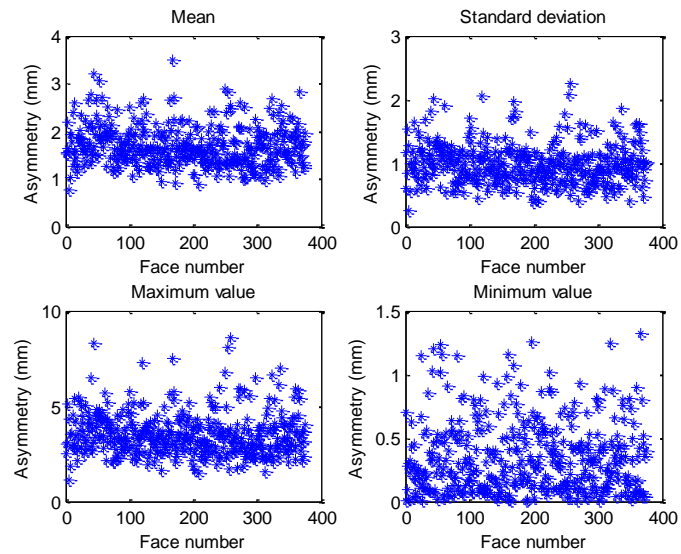 Mean
Asymmetry (mm)
4
3
2
1
0
0 100 200 300 400
Face number
Standard deviation
Asymmetry (mm)
3
2
1
0
0 100 200 300 400
Face number
Maximum value
Asymmetry (mm)
10
5
0
0 100 200 300 400
Face number
Minimum value
Asymmetry (mm)
1.5
1
0.5
0
0 100 200 300 400
Face number